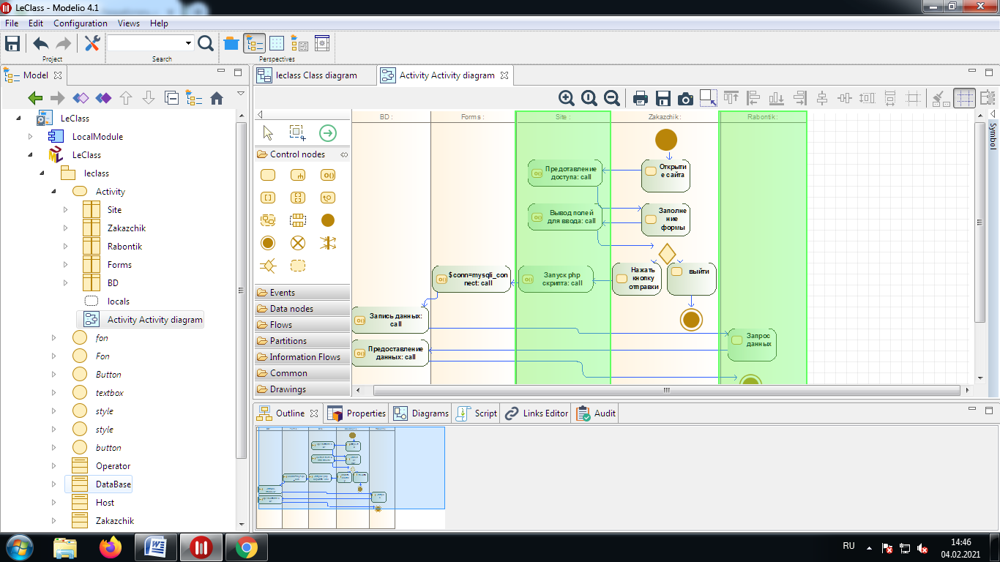 LeClass - Modelio 4.1
File Edit Configuration Views Help
Project Search Perspectives
Model
leclass Class diagram
Activity Activity diagram
LeClass
LocalModule
LeClass
leclass
Activity
Site
Zakazchik
Rabontik
Forms
BD
locals
Activity Activity diagram
fon
Fon
Button
textbox
style
style
button
Operator
DataBase
Host
Zakazchik
Control nodes
Events
Data nodes
Flows
Partitions
Information Flows
Common
Drawings
BD : Forms : Site : Zakazchik : Rabontik :
Предотавление
доступа: call
Открыти
е сайта
Вывод полей
для ввода: call
Заполне
ние
формы
$conn=mysqli_con
nect: call
Запуск php
скрипта: call
Нажать
кнопку
отправки
выйти
Запись данных:
call
Запрос
данных
Предоставление
данных: call
Symbol
Outline Properties Diagrams Script Links Editor Audit
RU
14:46
04.02.2021